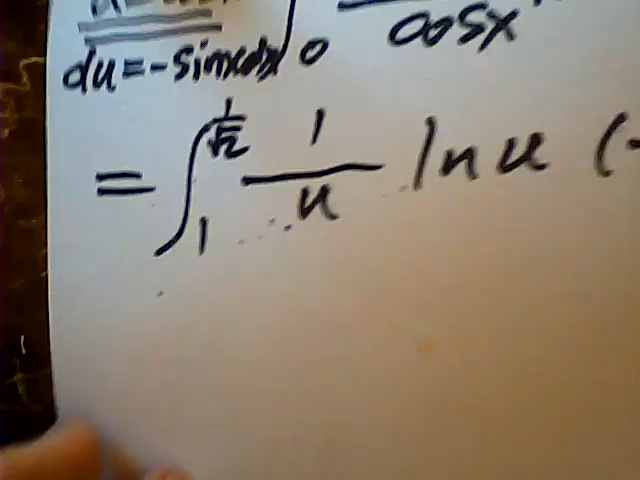 du=-sinxdx ∫ 0 cosx
= ∫ 1 1/√2 1/u ln u (-